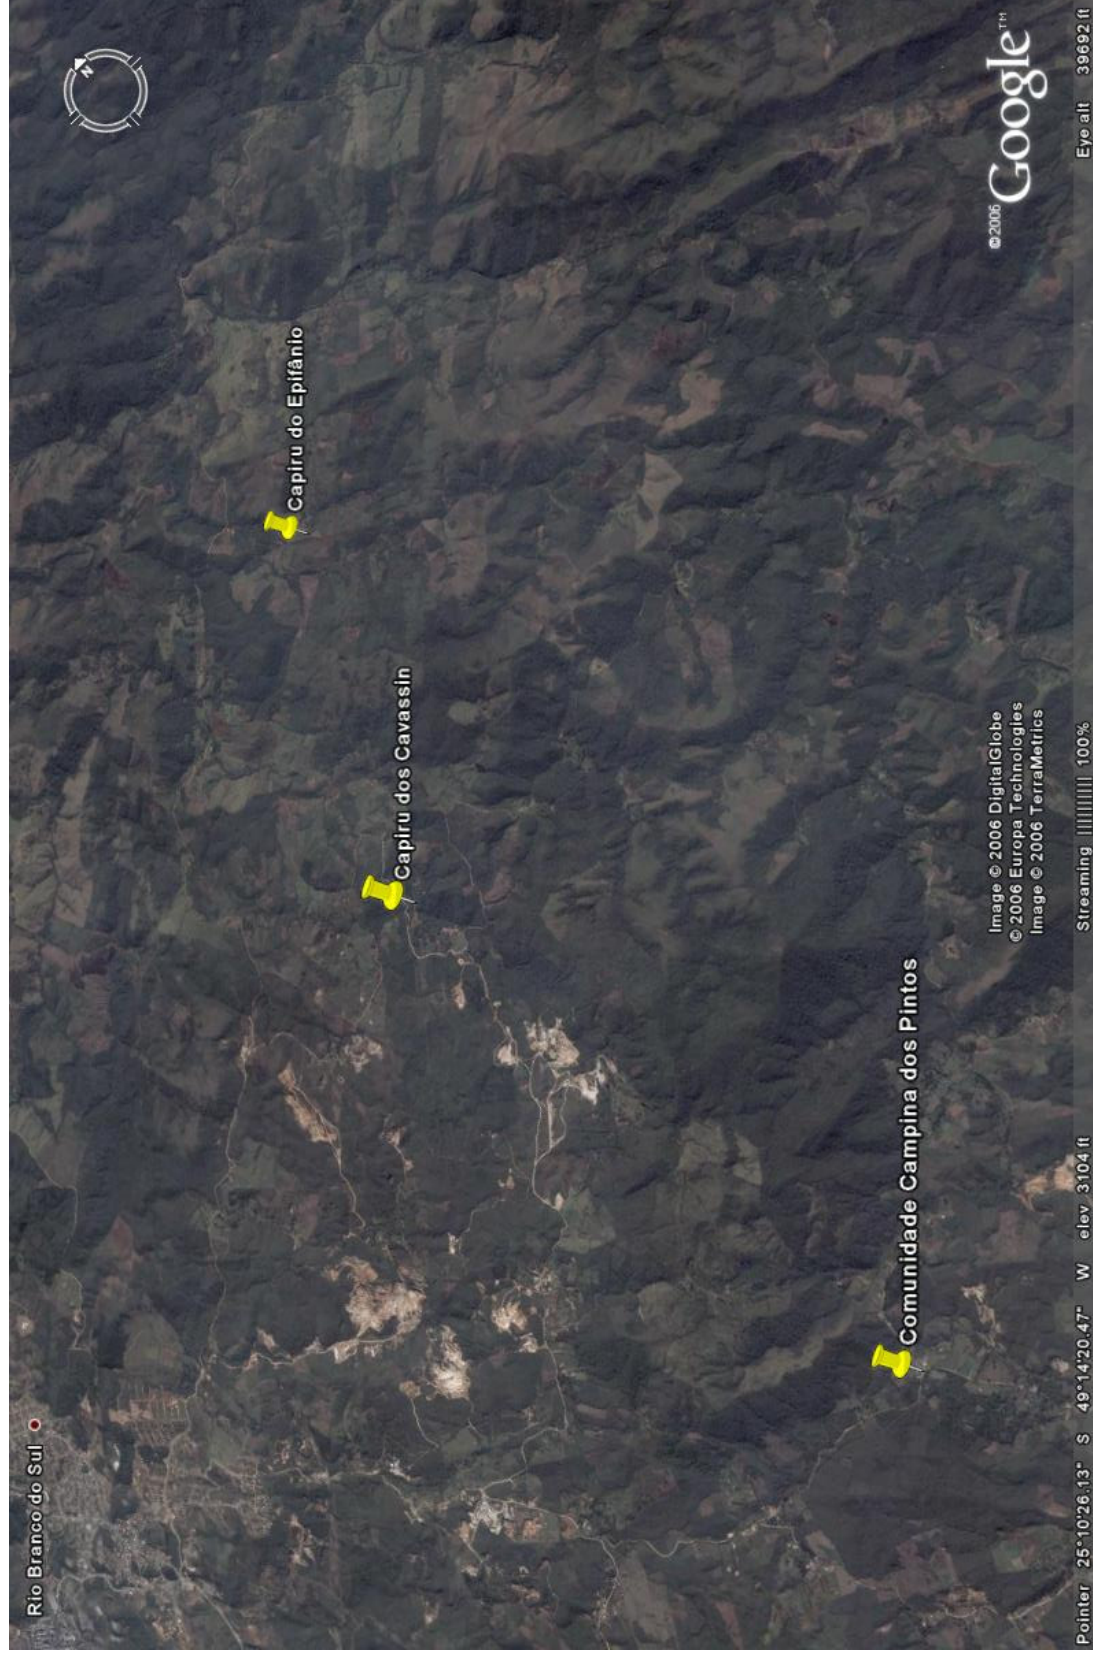 N
Rio Branco do Sul
Capiru do Epifânio
Capiru dos Cavassin
Comunidade Campina dos Pintos
Image © 2006 DigitalGlobe
© 2006 Europa Technologies
Image © 2006 TerraMetrics
©2006 Google™
Pointer 25°10'26.13" S 49°14'20.47" W elev 3104 ft Streaming |||||||||| 100% Eye alt 39692 ft